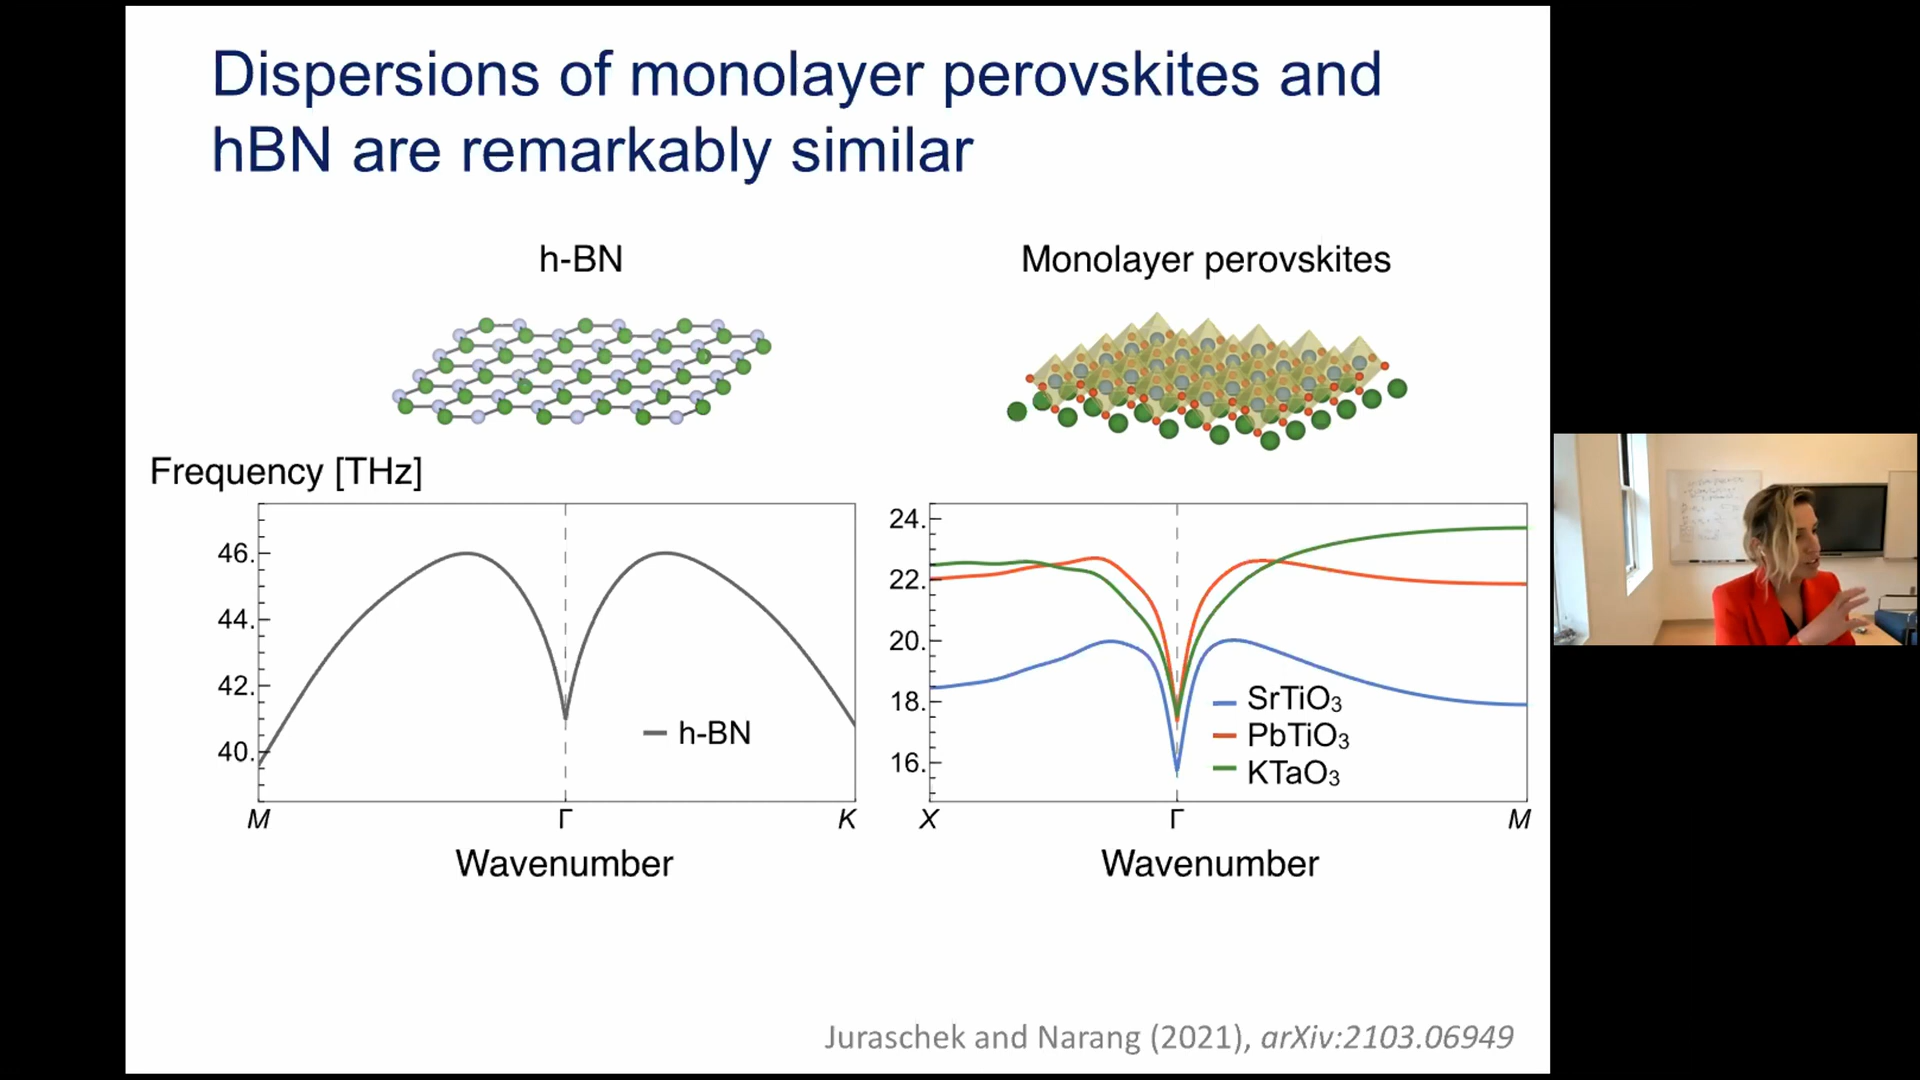 Dispersions of monolayer perovskites and
hBN are remarkably similar
h-BN
Monolayer perovskites
Frequency [THz]
46.
44.
42.
40.
h-BN
M
Γ
K
Wavenumber
24.
22.
20.
18.
16.
SrTiO₃
PbTiO₃
KTaO₃
X
Γ
M
Wavenumber
Juraschek and Narang (2021), arXiv:2103.06949